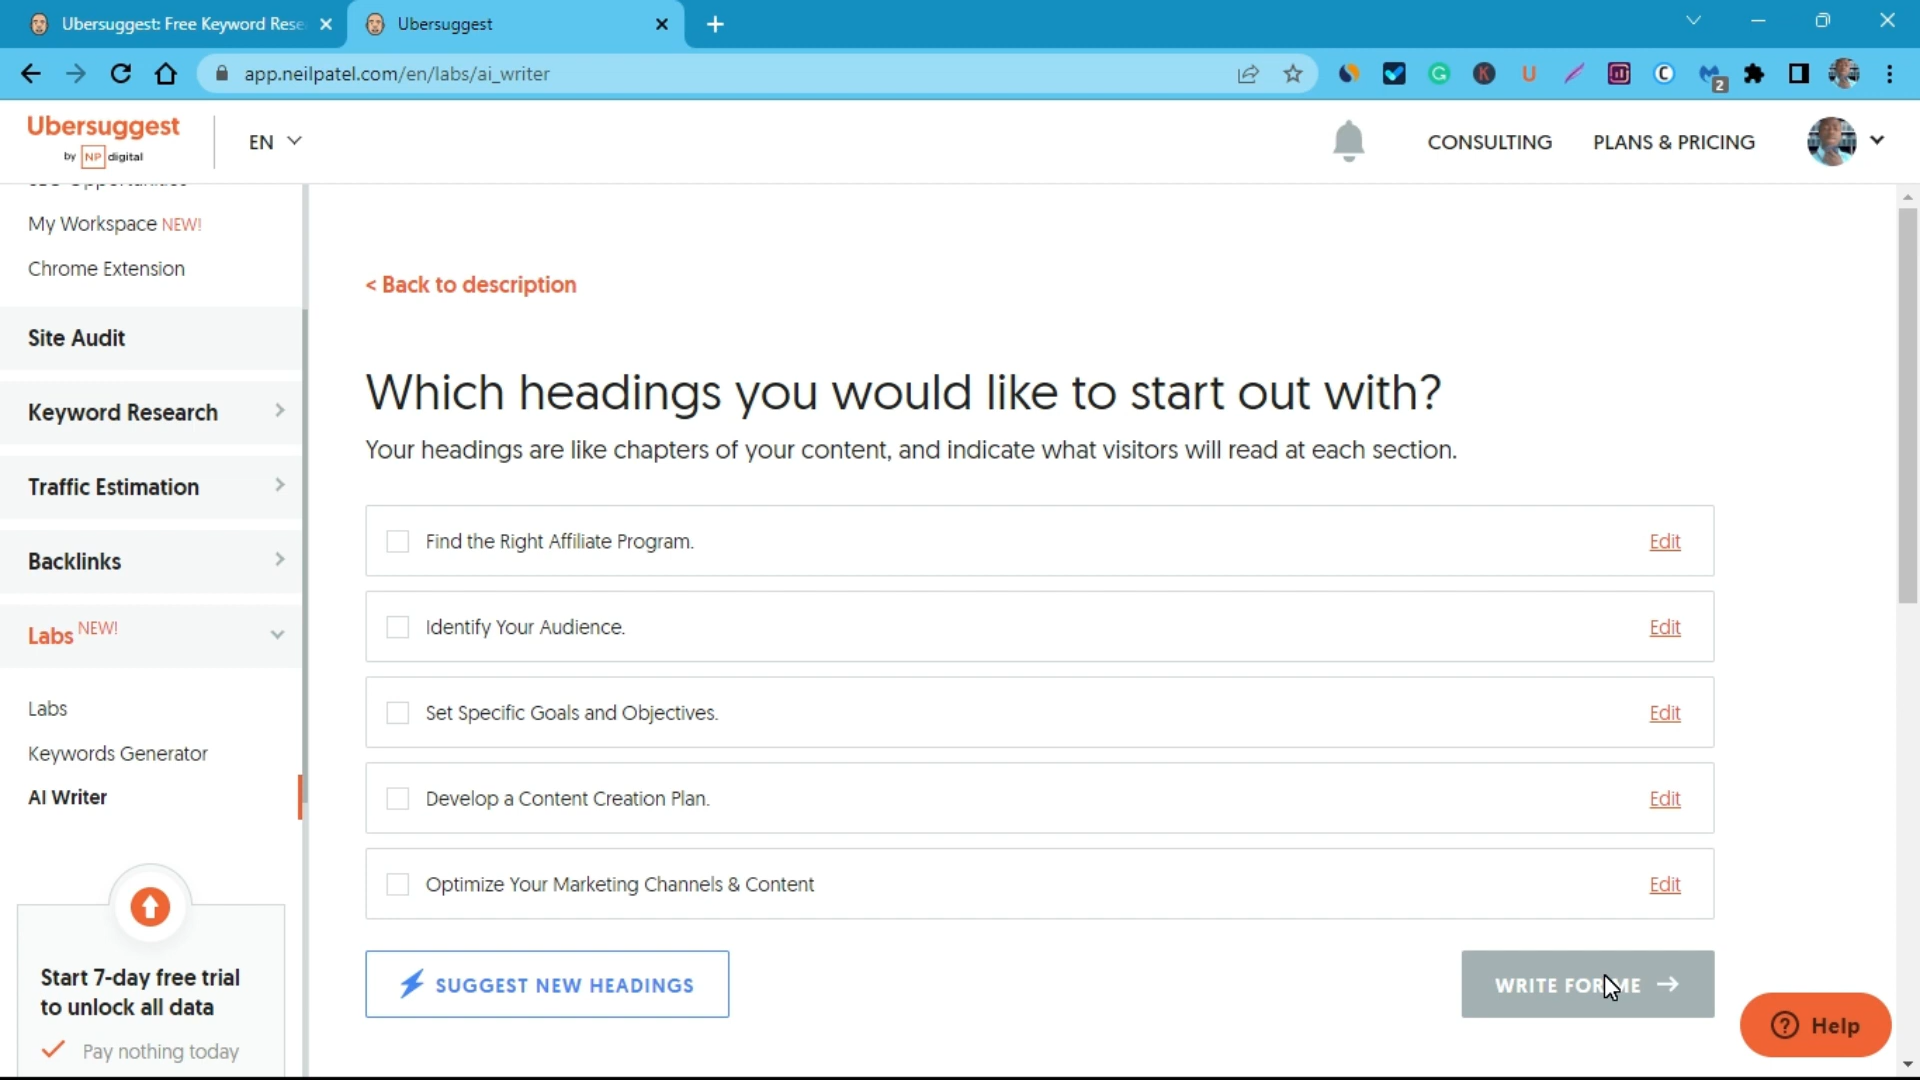 Ubersuggest: Free Keyword Rese
Ubersuggest
app.neilpatel.com/en/labs/ai_writer
2
Ubersuggest
by NP digital
EN
CONSULTING
PLANS & PRICING
SEO Opportunities
My Workspace NEW!
Chrome Extension
Site Audit
Keyword Research
Traffic Estimation
Backlinks
Labs NEW!
Labs
Keywords Generator
AI Writer
Start 7-day free trial
to unlock all data
Pay nothing today
< Back to description
Which headings you would like to start out with?
Your headings are like chapters of your content, and indicate what visitors will read at each section.
Find the Right Affiliate Program.
Edit
Identify Your Audience.
Edit
Set Specific Goals and Objectives.
Edit
Develop a Content Creation Plan.
Edit
Optimize Your Marketing Channels & Content
Edit
SUGGEST NEW HEADINGS
WRITE FOR ME
Help